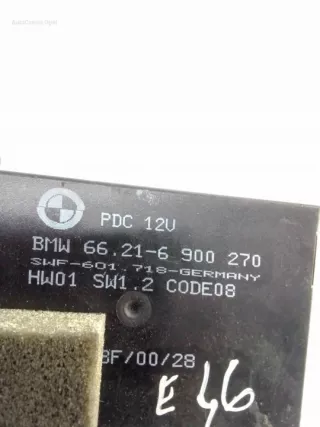 PDC 12V
BMW 66.21-6 900 270
SWF-601.718-GERMANY
HW01 SW1.2 CODE08
8F/00/28
E46